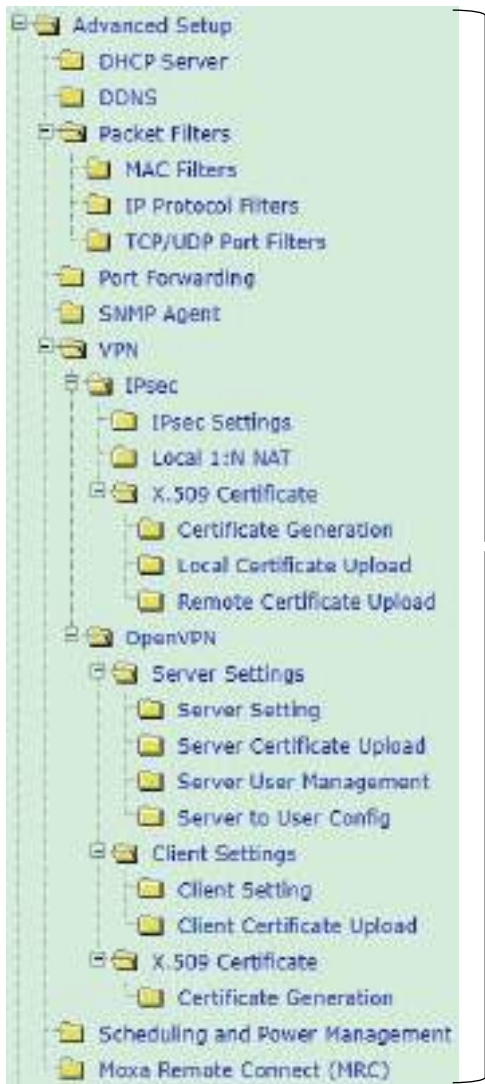 Advanced Setup
DHCP Server
DDNS
Packet Filters
MAC Filters
IP Protocol Filters
TCP/UDP Port Filters
Port Forwarding
SNMP Agent
VPN
IPsec
IPsec Settings
Local 1:N NAT
X.509 Certificate
Certificate Generation
Local Certificate Upload
Remote Certificate Upload
OpenVPN
Server Settings
Server Setting
Server Certificate Upload
Server User Management
Server to User Config
Client Settings
Client Setting
Client Certificate Upload
X.509 Certificate
Certificate Generation
Scheduling and Power Management
Moxa Remote Connect (MRC)